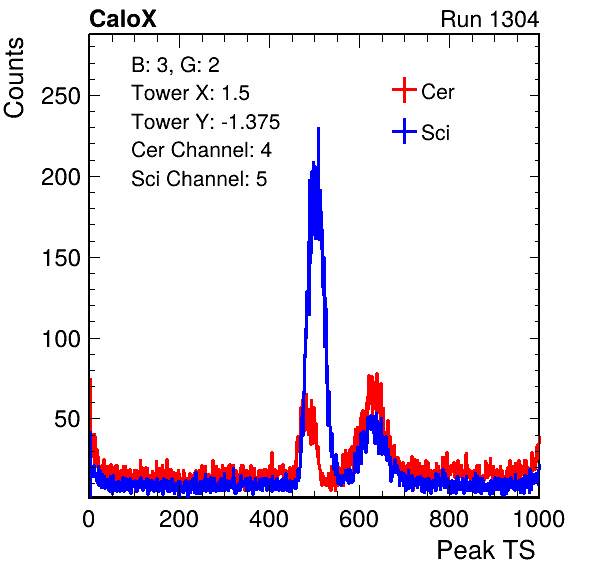 CaloX Run 1304
Counts
B: 3, G: 2
Tower X: 1.5
Tower Y: -1.375
Cer Channel: 4
Sci Channel: 5
Cer
Sci
250
200
150
100
50
0 200 400 600 800 1000
Peak TS